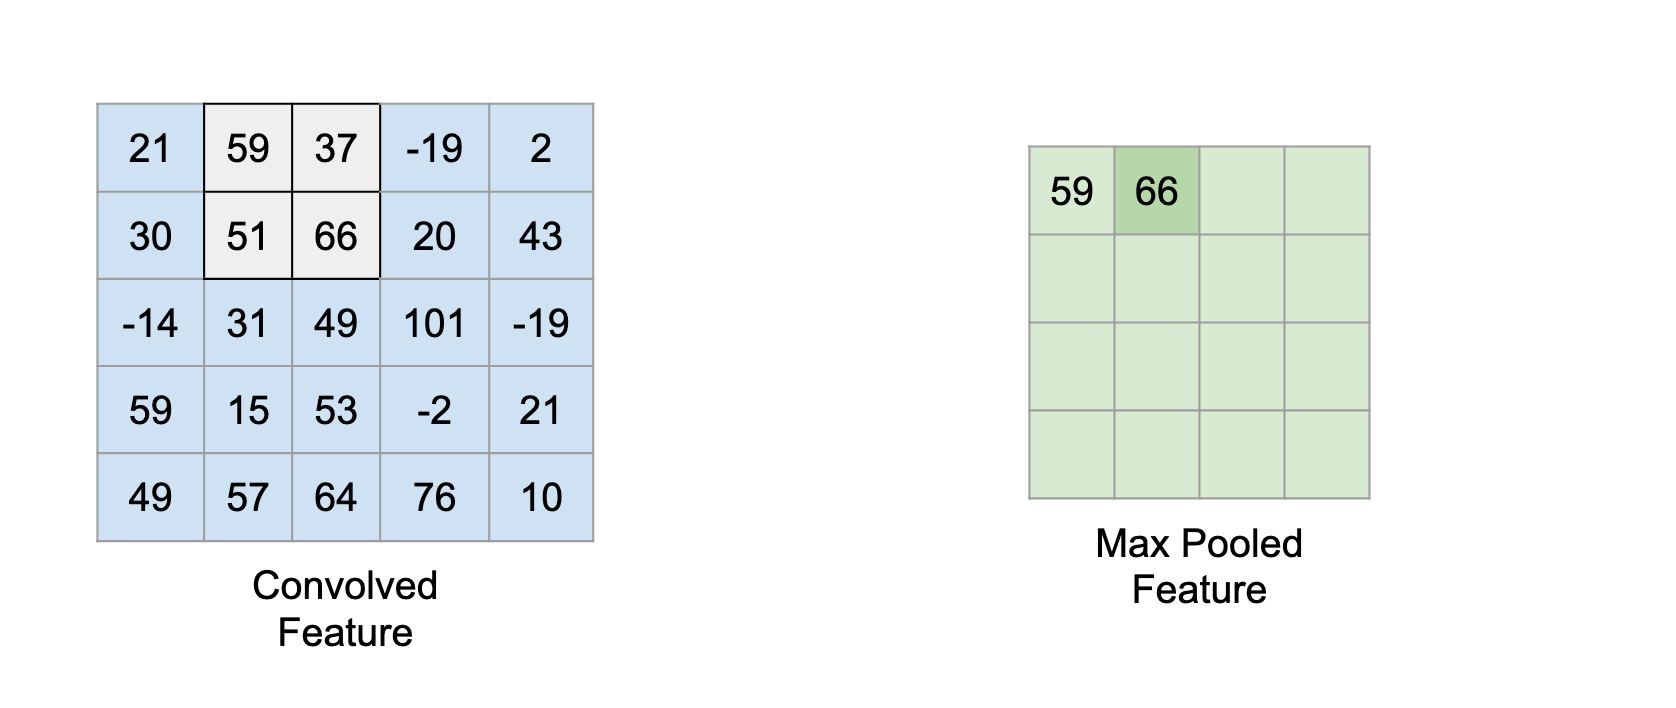 21 59 37 -19 2
30 51 66 20 43
-14 31 49 101 -19
59 15 53 -2 21
49 57 64 76 10
Convolved
Feature
59 66
Max Pooled
Feature